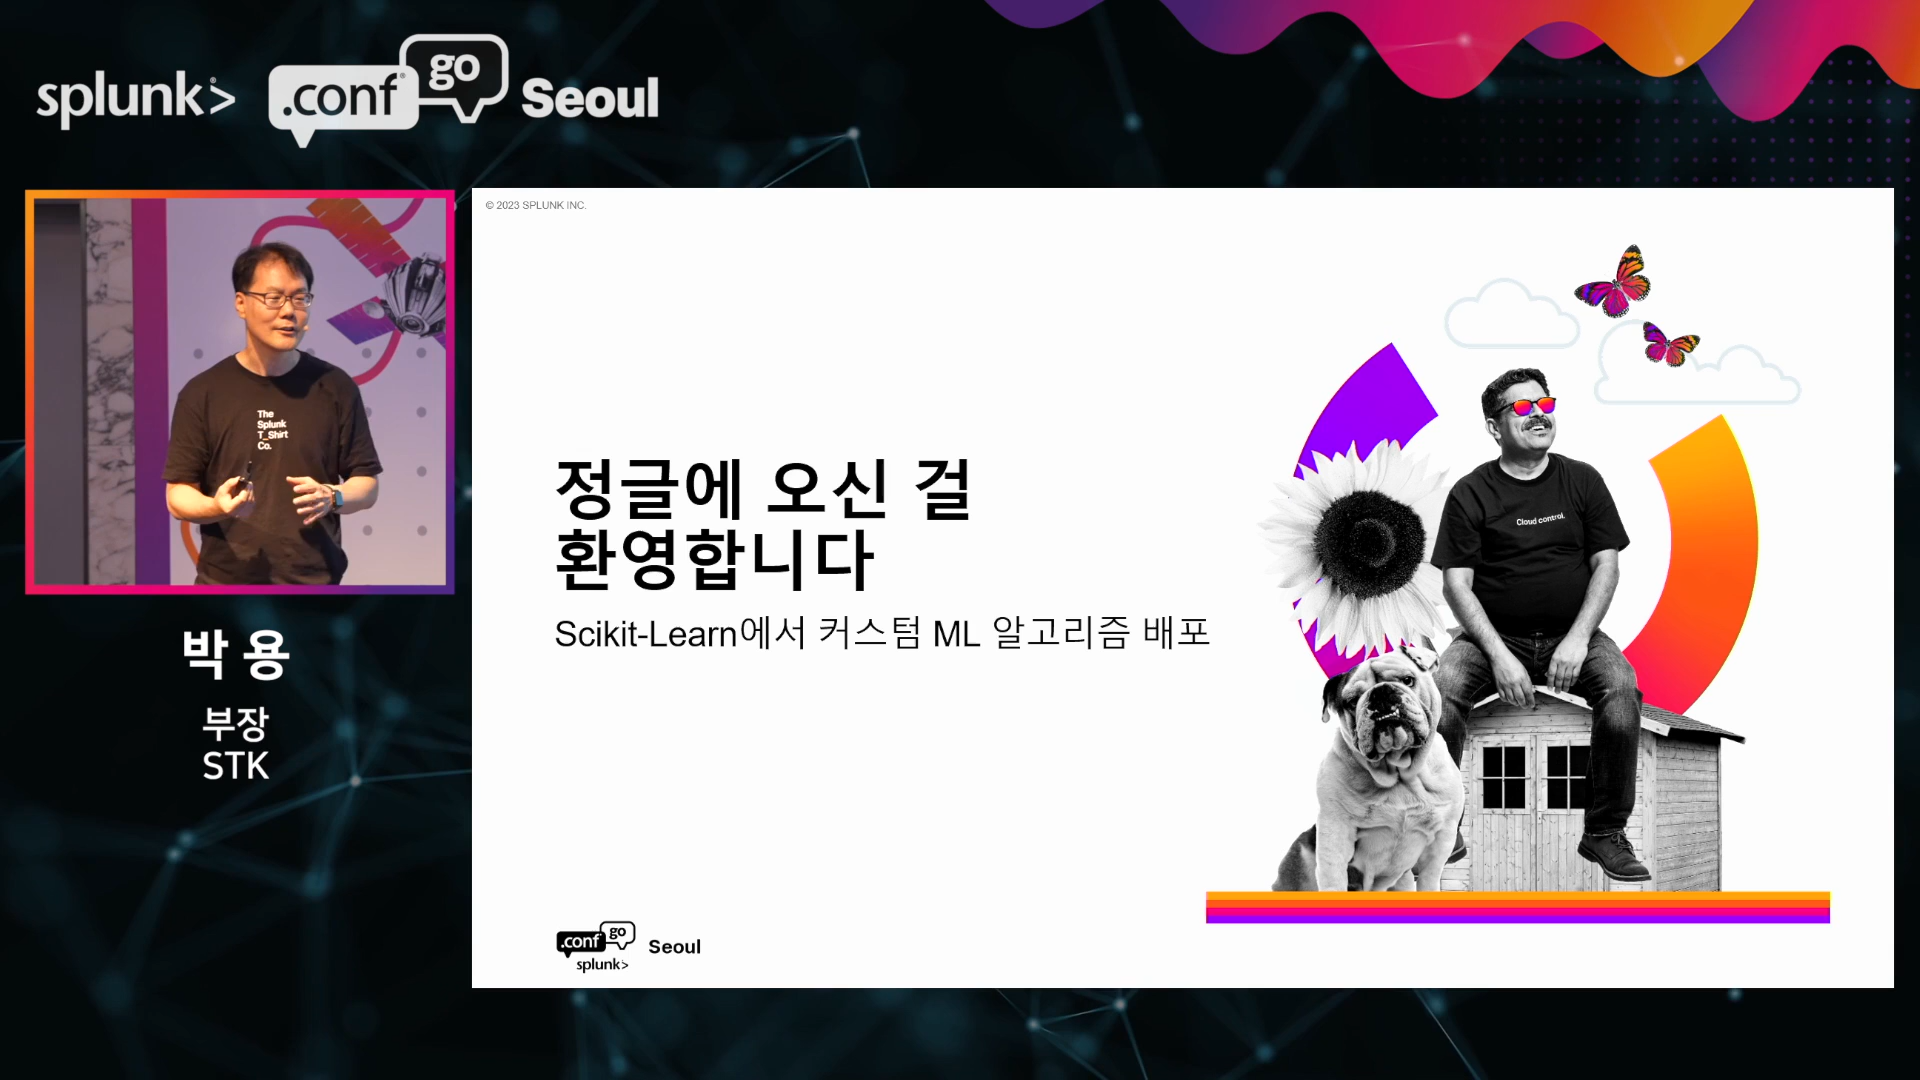 splunk>
.conf go Seoul
The
Splunk
T_Shirt
Co.
박 용
부장
STK
© 2023 SPLUNK INC.
Cloud control.
정글에 오신 걸
환영합니다
Scikit-Learn에서 커스텀 ML 알고리즘 배포
.conf go Seoul
splunk>